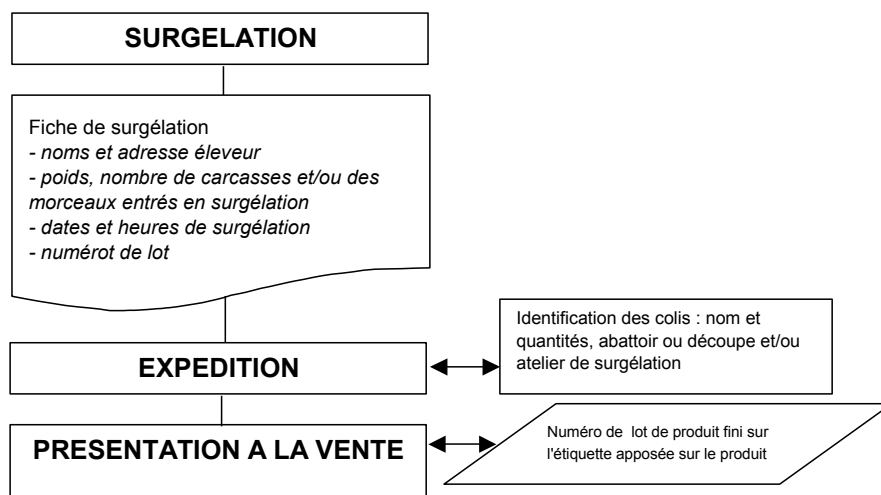 SURGELATION
Fiche de surgélation
- noms et adresse éleveur
- poids, nombre de carcasses et/ou des
morceaux entrés en surgélation
- dates et heures de surgélation
- numérot de lot
EXPEDITION
Identification des colis : nom et
quantités, abattoir ou découpe et/ou
atelier de surgélation
PRESENTATION A LA VENTE
Numéro de lot de produit fini sur
l'étiquette apposée sur le produit